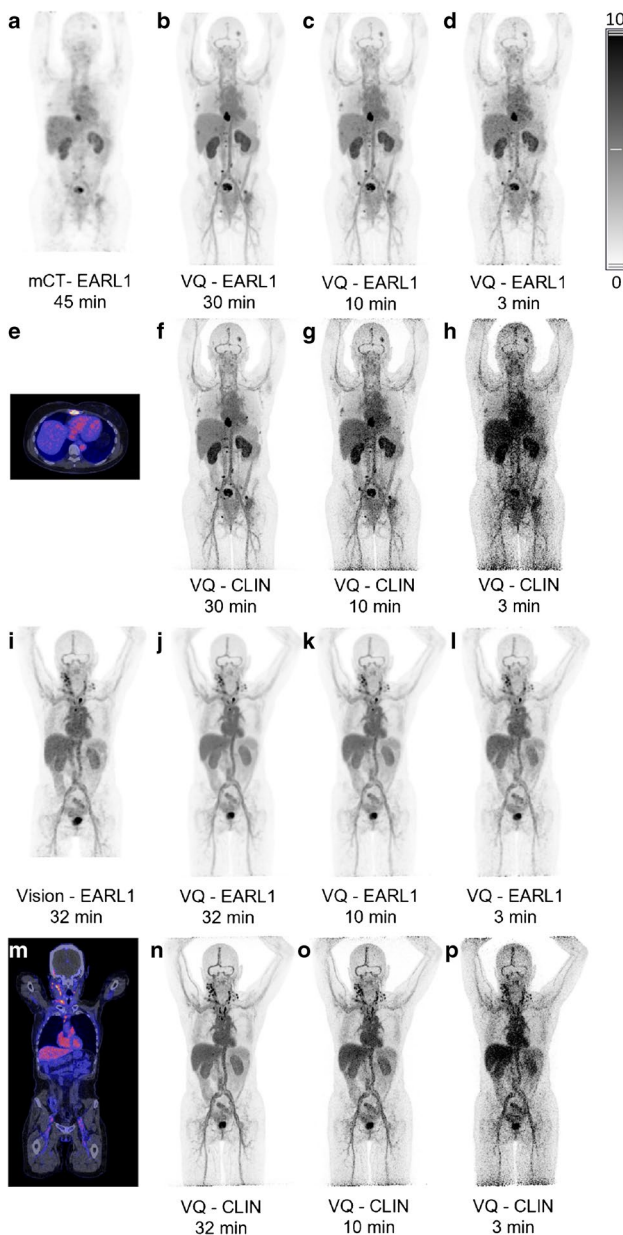 a b c d 10
0
mCT- EARL1 VQ - EARL1 VQ - EARL1 VQ - EARL1
45 min 30 min 10 min 3 min
e f g h
VQ - CLIN VQ - CLIN VQ - CLIN
30 min 10 min 3 min
i j k l
Vision - EARL1 VQ - EARL1 VQ - EARL1 VQ - EARL1
32 min 32 min 10 min 3 min
m n o p
VQ - CLIN VQ - CLIN VQ - CLIN
32 min 10 min 3 min